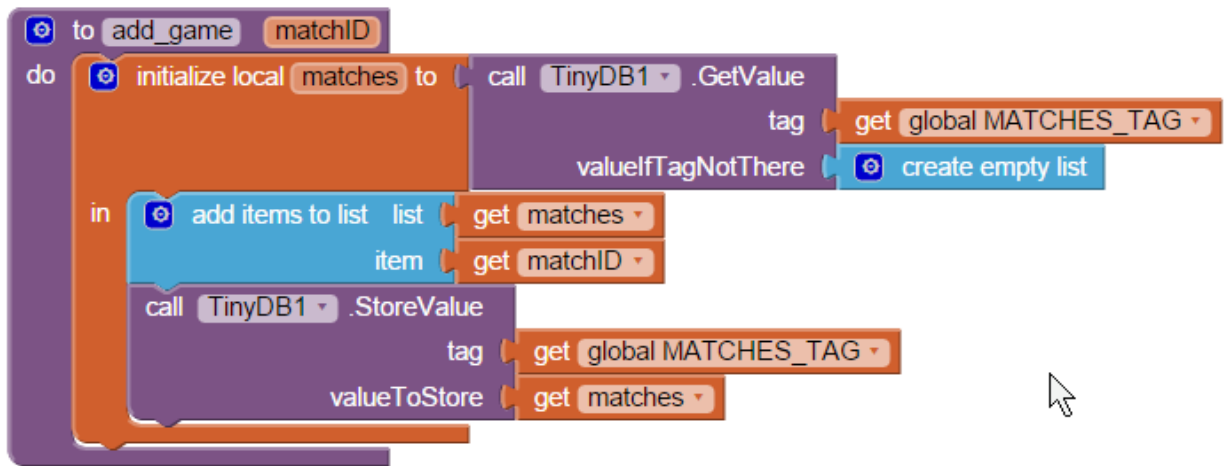 to add_game matchID
do initialize local matches to call TinyDB1 .GetValue
tag get global MATCHES_TAG
valueIfTagNotThere create empty list
in add items to list list get matches
item get matchID
call TinyDB1 .StoreValue
tag get global MATCHES_TAG
valueToStore get matches